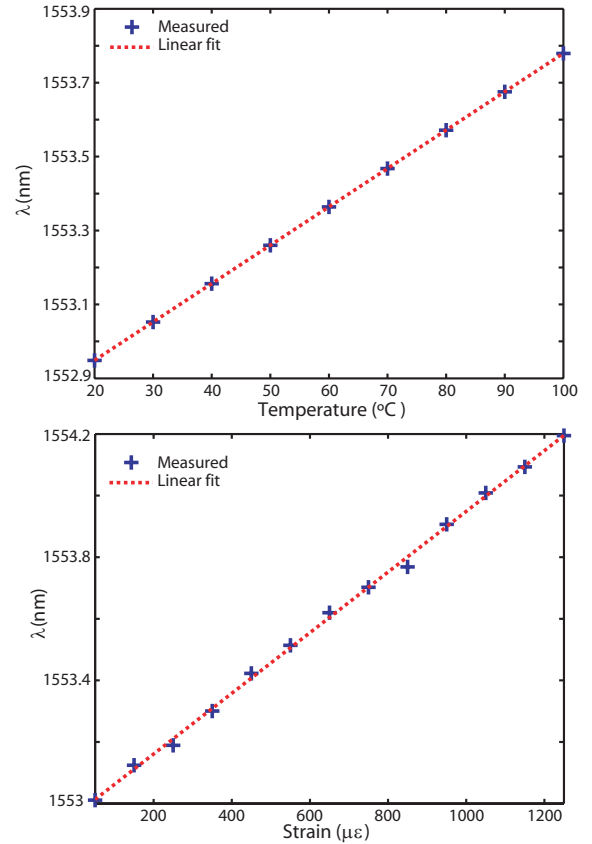 1553.9
Measured
Linear fit
1553.7
1553.5
λ(nm)
1553.3
1553.1
1552.9
20 30 40 50 60 70 80 90 100
Temperature (ºC )
1554.2
Measured
Linear fit
1553.8
λ(nm)
1553.4
1553
200 400 600 800 1000 1200
Strain (με)